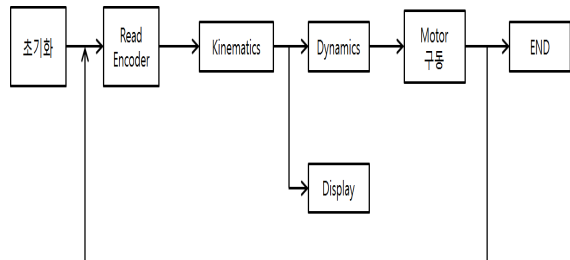 초기화
Read
Encoder
Kinematics
Dynamics
Motor
구동
END
Display